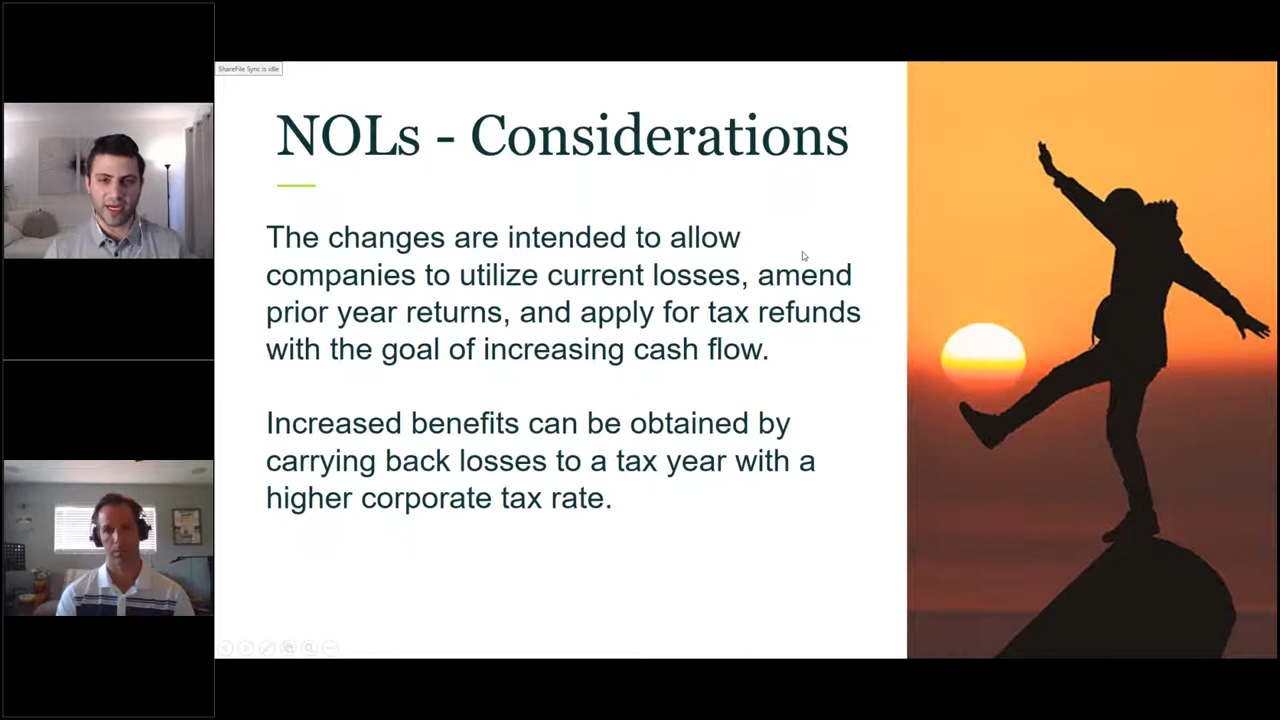 ShareFile Sync is idle
NOLs - Considerations
The changes are intended to allow
companies to utilize current losses, amend
prior year returns, and apply for tax refunds
with the goal of increasing cash flow.
Increased benefits can be obtained by
carrying back losses to a tax year with a
higher corporate tax rate.